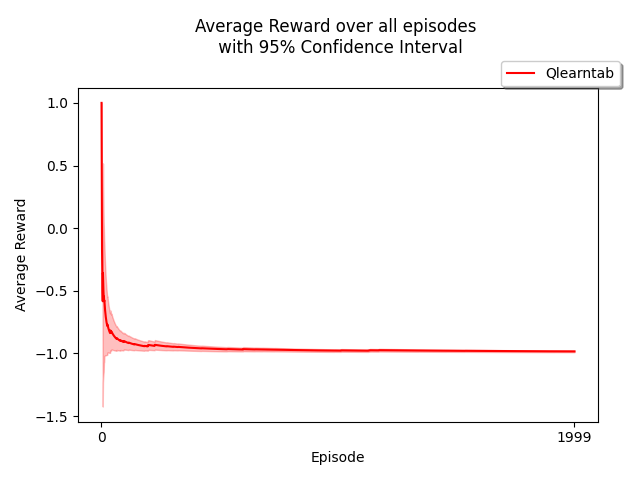 Average Reward over all episodes
with 95% Confidence Interval
Qlearntab
1.0
0.5
0.0
−0.5
−1.0
−1.5
Average Reward
0
1999
Episode